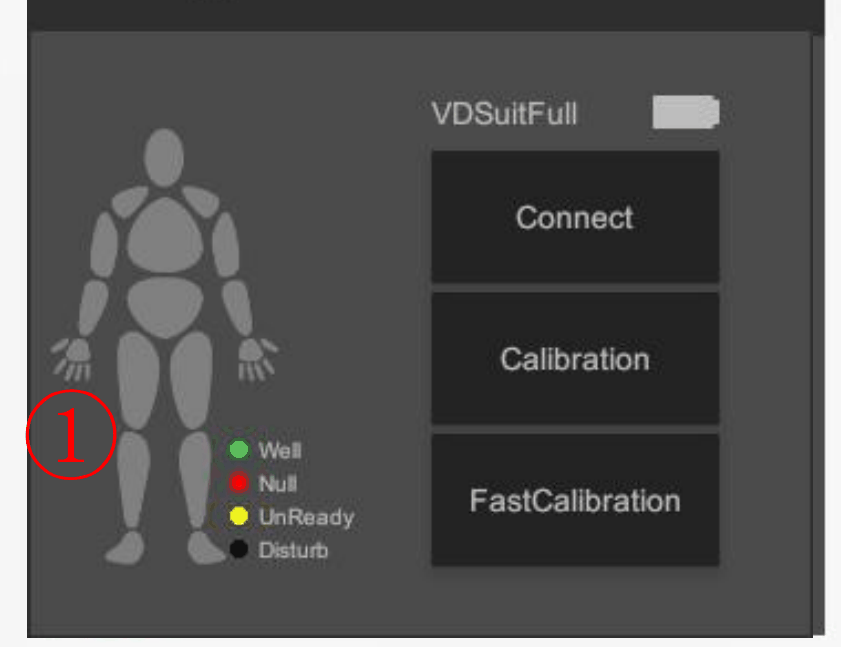 VDSuitFull
Connect
Calibration
FastCalibration
1
Well
Null
UnReady
Disturb